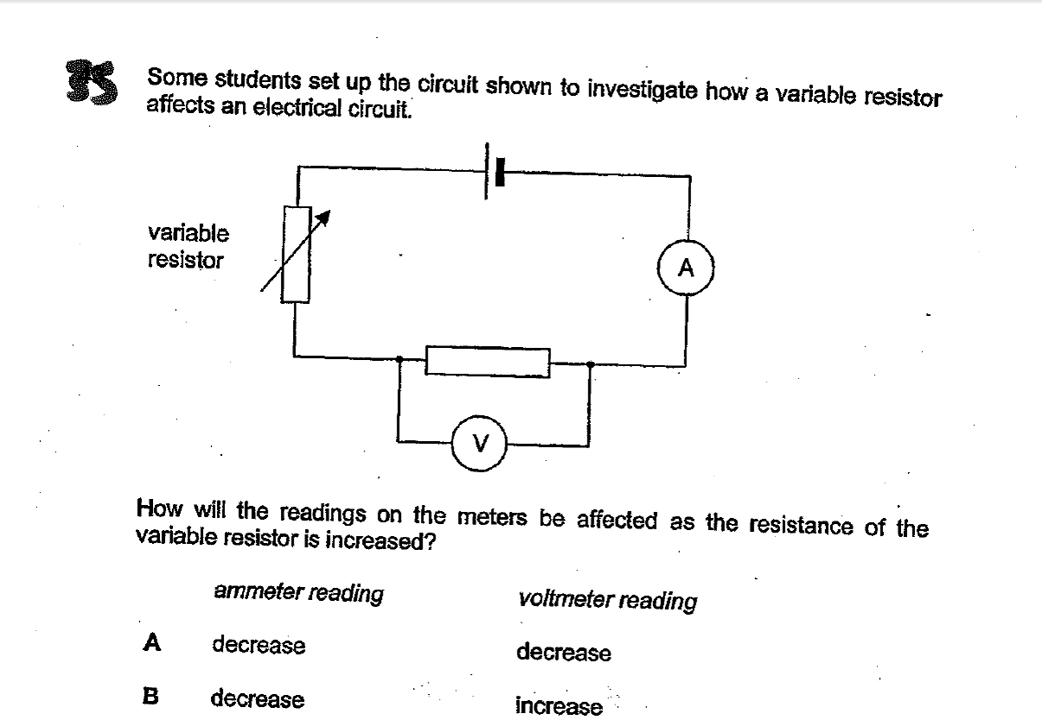 35 Some students set up the circuit shown to investigate how a variable resistor
affects an electrical circuit.
variable
resistor
A
V
How will the readings on the meters be affected as the resistance of the
variable resistor is increased?
ammeter reading voltmeter reading
A decrease decrease
B decrease increase